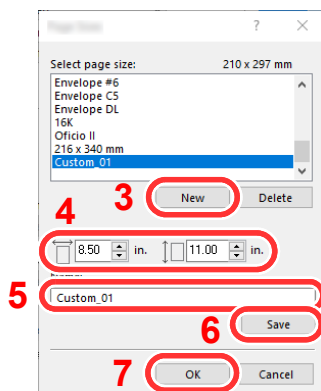 ? ×
Select page size: 210 x 297 mm
Envelope #6
Envelope C5
Envelope DL
16K
Oficio II
216 x 340 mm
Custom_01
3 New Delete
4
8.50 in. 11.00 in.
5
Custom_01
6 Save
7 OK Cancel